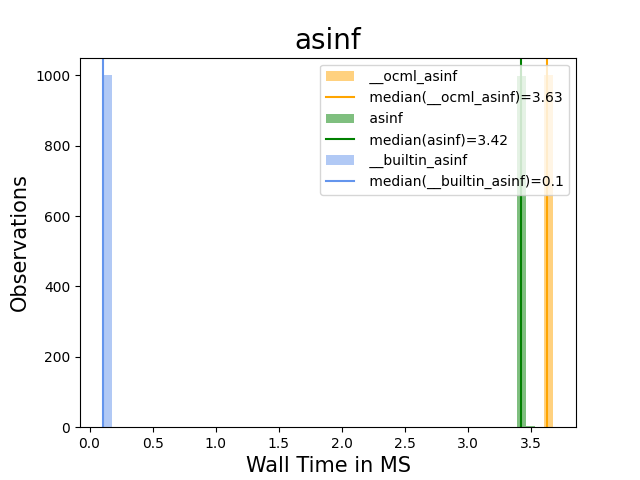 asinf
Observations
1000
800
600
400
200
0
__ocml_asinf
median(__ocml_asinf)=3.63
asinf
median(asinf)=3.42
__builtin_asinf
median(__builtin_asinf)=0.1
0.0 0.5 1.0 1.5 2.0 2.5 3.0 3.5
Wall Time in MS